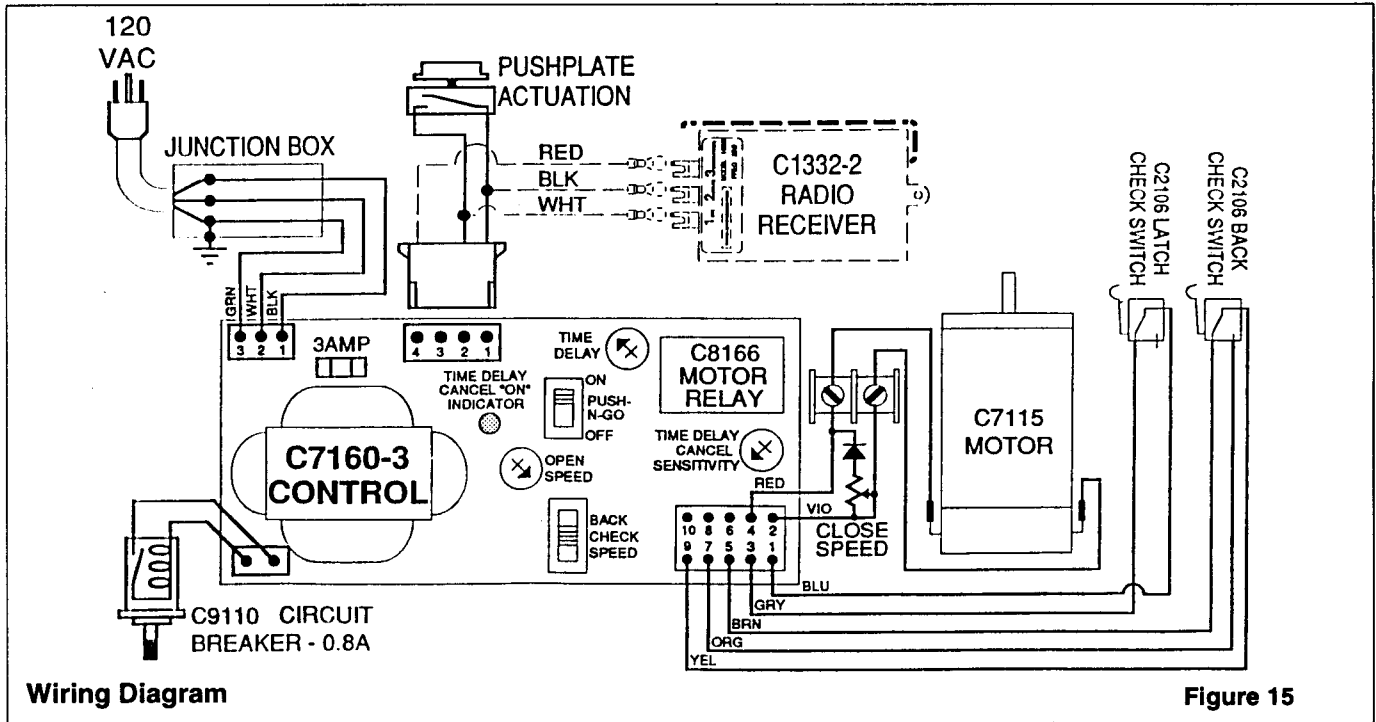 120
VAC
JUNCTION BOX
PUSHPLATE
ACTUATION
RED
BLK
WHT
3
2
1
C1332-2
RADIO
RECEIVER
C2106 LATCH
CHECK SWITCH
C2106 BACK
CHECK SWITCH
GRN
WHT
BLK
3 2 1
3AMP
4 3 2 1
TIME DELAY
CANCEL "ON"
INDICATOR
TIME
DELAY
ON
PUSH-
N-GO
OFF
C8166
MOTOR
RELAY
C7160-3
CONTROL
OPEN
SPEED
TIME DELAY
CANCEL
SENSITIVITY
BACK
CHECK
SPEED
RED
VIO
CLOSE
SPEED
C7115
MOTOR
10 8 6 4 2
9 7 5 3 1
BLU
GRY
BRN
ORG
YEL
C9110 CIRCUIT
BREAKER - 0.8A
Wiring Diagram
Figure 15